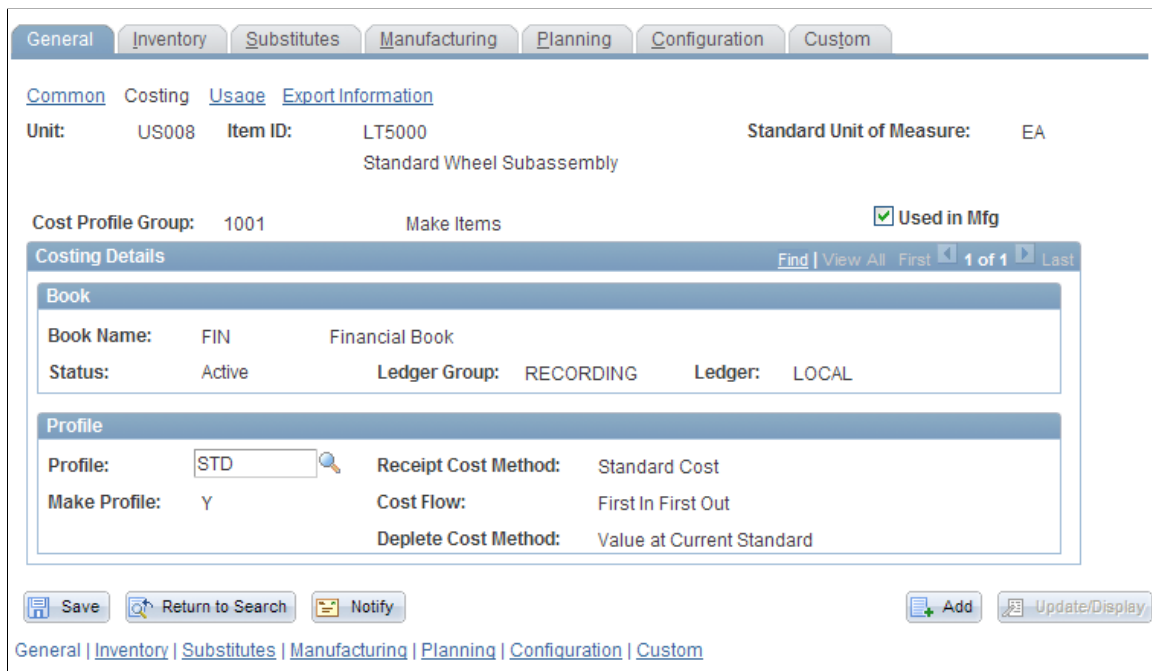 General Inventory Substitutes Manufacturing Planning Configuration Custom
Common Costing Usage Export Information
Unit: US008 Item ID: LT5000 Standard Unit of Measure: EA
Standard Wheel Subassembly
Cost Profile Group: 1001 Make Items Used in Mfg
Costing Details Find | View All First 1 of 1 Last
Book
Book Name: FIN Financial Book
Status: Active Ledger Group: RECORDING Ledger: LOCAL
Profile
Profile: STD Receipt Cost Method: Standard Cost
Make Profile: Y Cost Flow: First In First Out
Deplete Cost Method: Value at Current Standard
Save Return to Search Notify Add Update/Display
General | Inventory | Substitutes | Manufacturing | Planning | Configuration | Custom